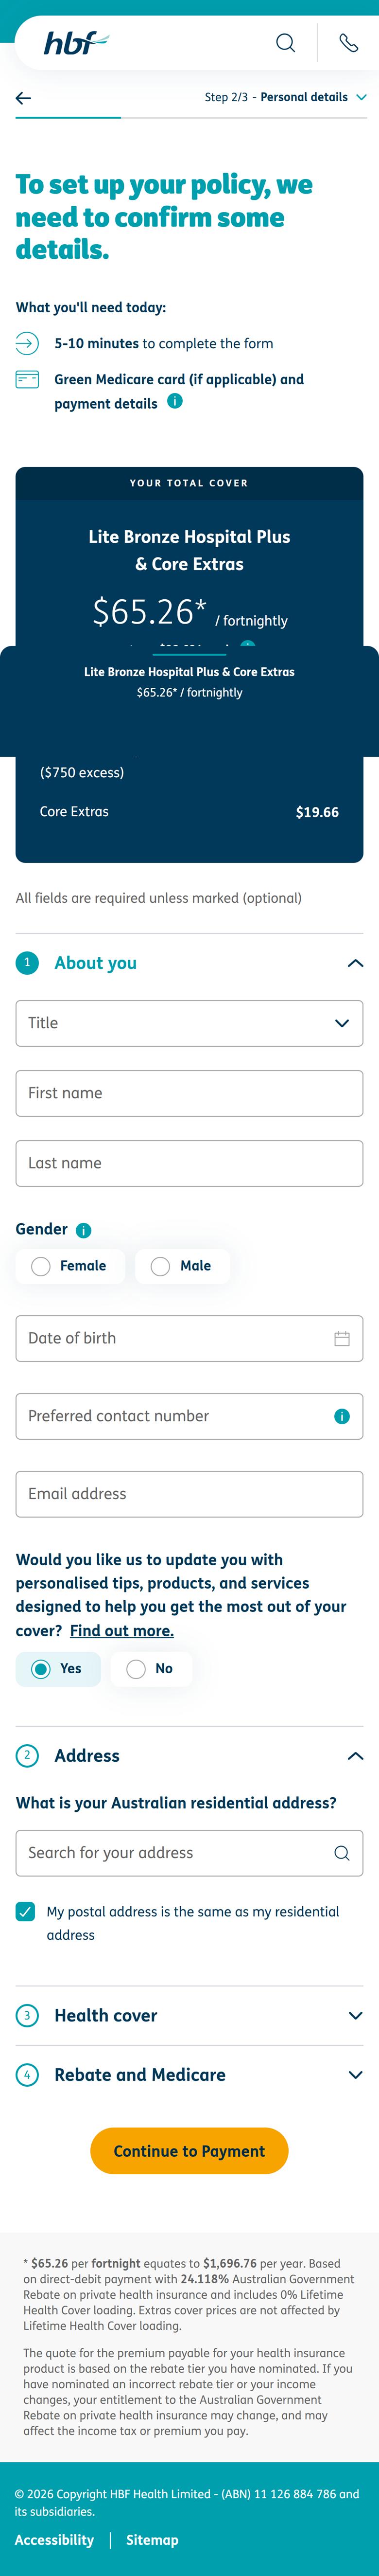 hbf
Step 2/3 - Personal details
To set up your policy, we
need to confirm some
details.
What you'll need today:
5-10 minutes to complete the form
Green Medicare card (if applicable) and
payment details
YOUR TOTAL COVER
Lite Bronze Hospital Plus
& Core Extras
$65.26* / fortnightly
Lite Bronze Hospital Plus & Core Extras
$65.26* / fortnightly
($750 excess)
Core Extras $19.66
All fields are required unless marked (optional)
1 About you
Title
First name
Last name
Gender
Female Male
Date of birth
Preferred contact number
Email address
Would you like us to update you with
personalised tips, products, and services
designed to help you get the most out of your
cover? Find out more.
Yes No
2 Address
What is your Australian residential address?
Search for your address
My postal address is the same as my residential
address
3 Health cover
4 Rebate and Medicare
Continue to Payment
* $65.26 per fortnight equates to $1,696.76 per year. Based
on direct-debit payment with 24.118% Australian Government
Rebate on private health insurance and includes 0% Lifetime
Health Cover loading. Extras cover prices are not affected by
Lifetime Health Cover loading.
The quote for the premium payable for your health insurance
product is based on the rebate tier you have nominated. If you
have nominated an incorrect rebate tier or your income
changes, your entitlement to the Australian Government
Rebate on private health insurance may change, and may
affect the income tax or premium you pay.
© 2026 Copyright HBF Health Limited - (ABN) 11 126 884 786 and
its subsidiaries.
Accessibility | Sitemap